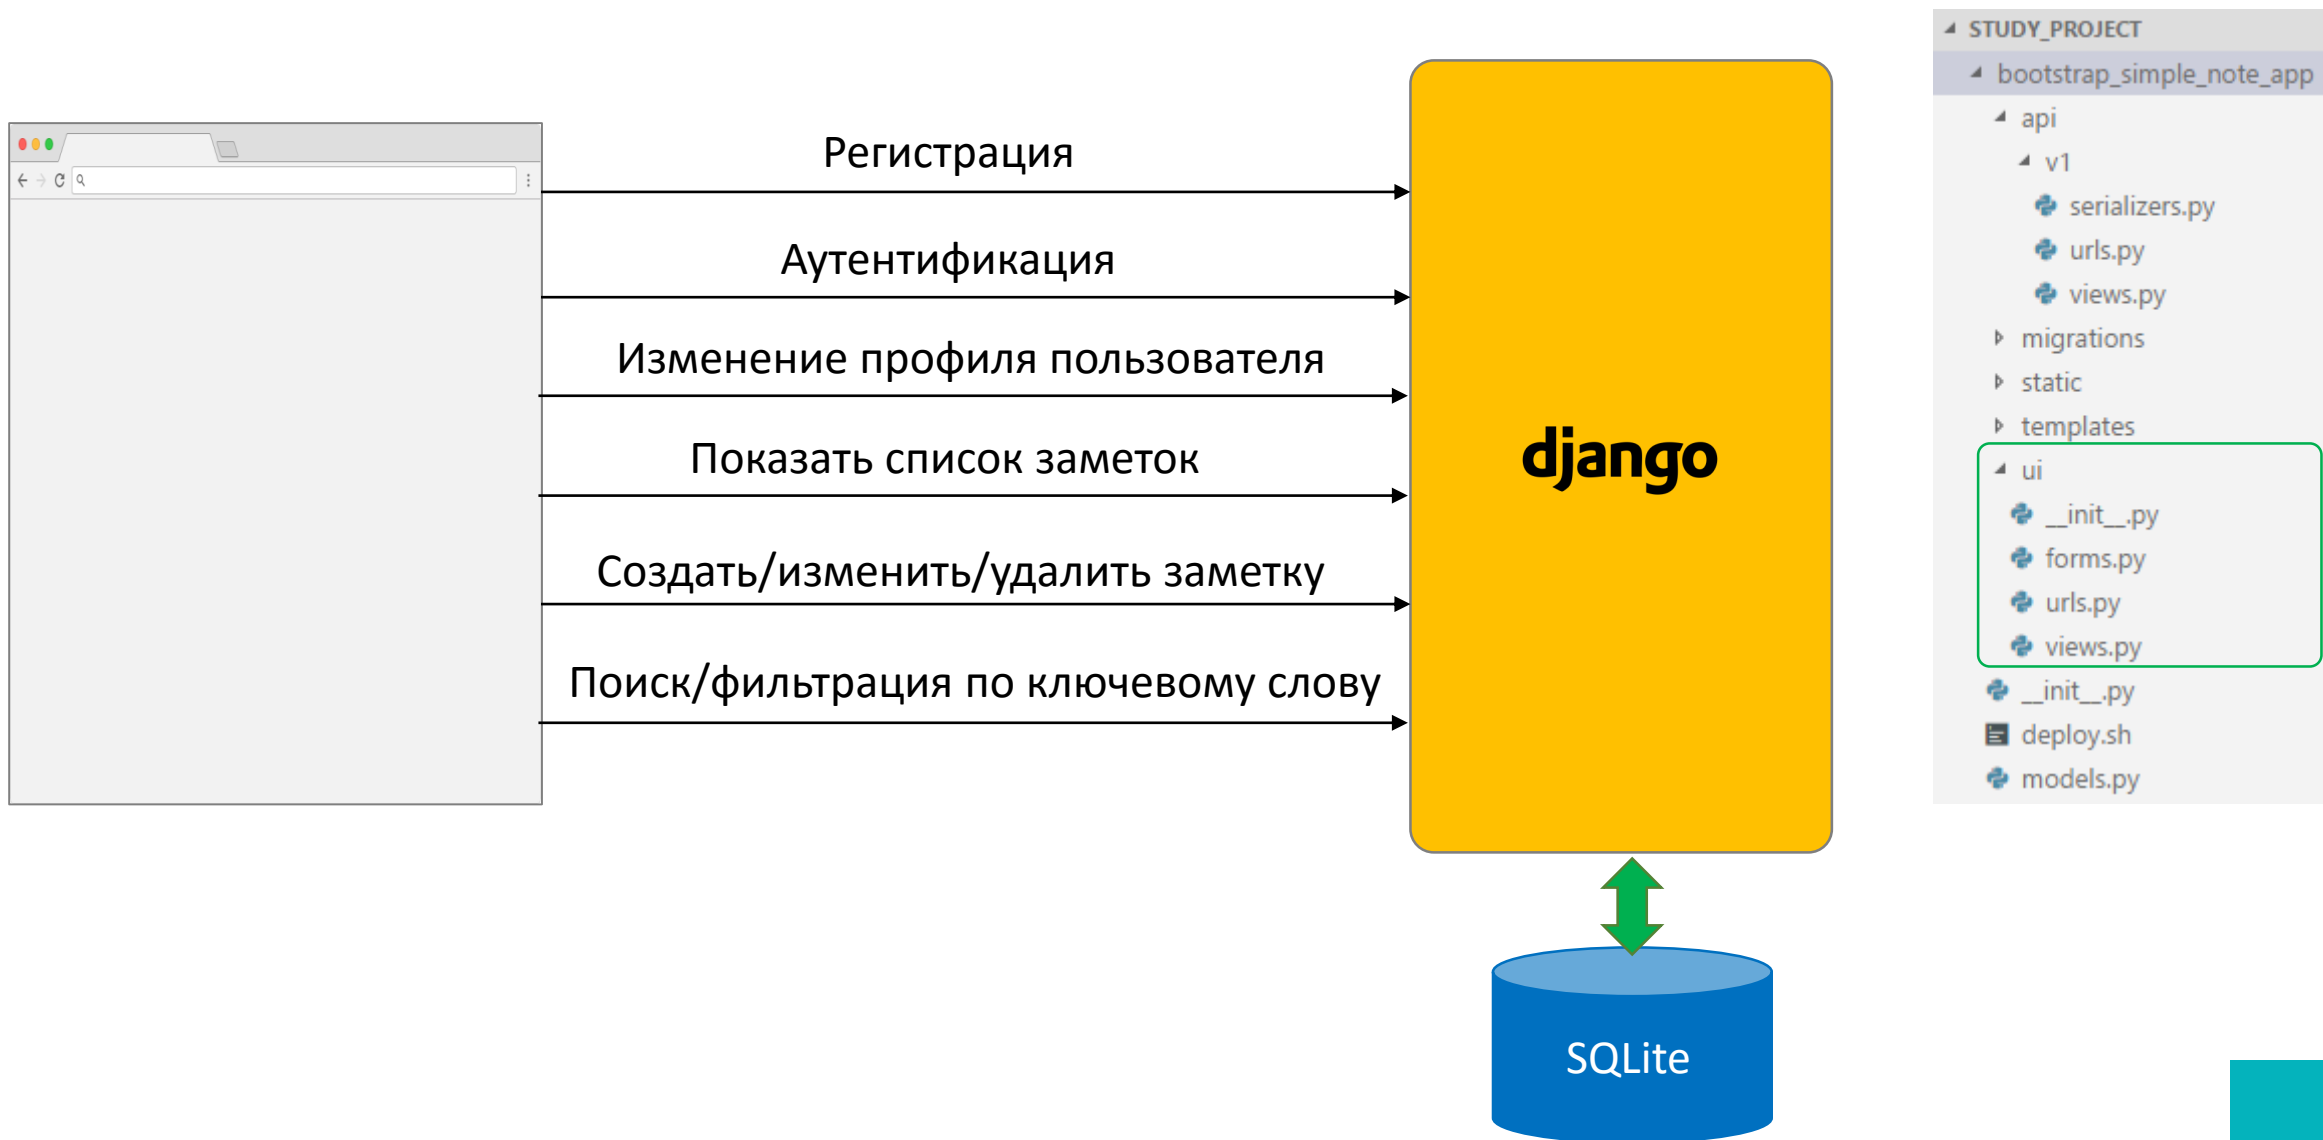 Регистрация
Аутентификация
Изменение профиля пользователя
Показать список заметок
Создать/изменить/удалить заметку
Поиск/фильтрация по ключевому слову
django
SQLite
STUDY_PROJECT
bootstrap_simple_note_app
api
v1
serializers.py
urls.py
views.py
migrations
static
templates
ui
__init__.py
forms.py
urls.py
views.py
__init__.py
deploy.sh
models.py